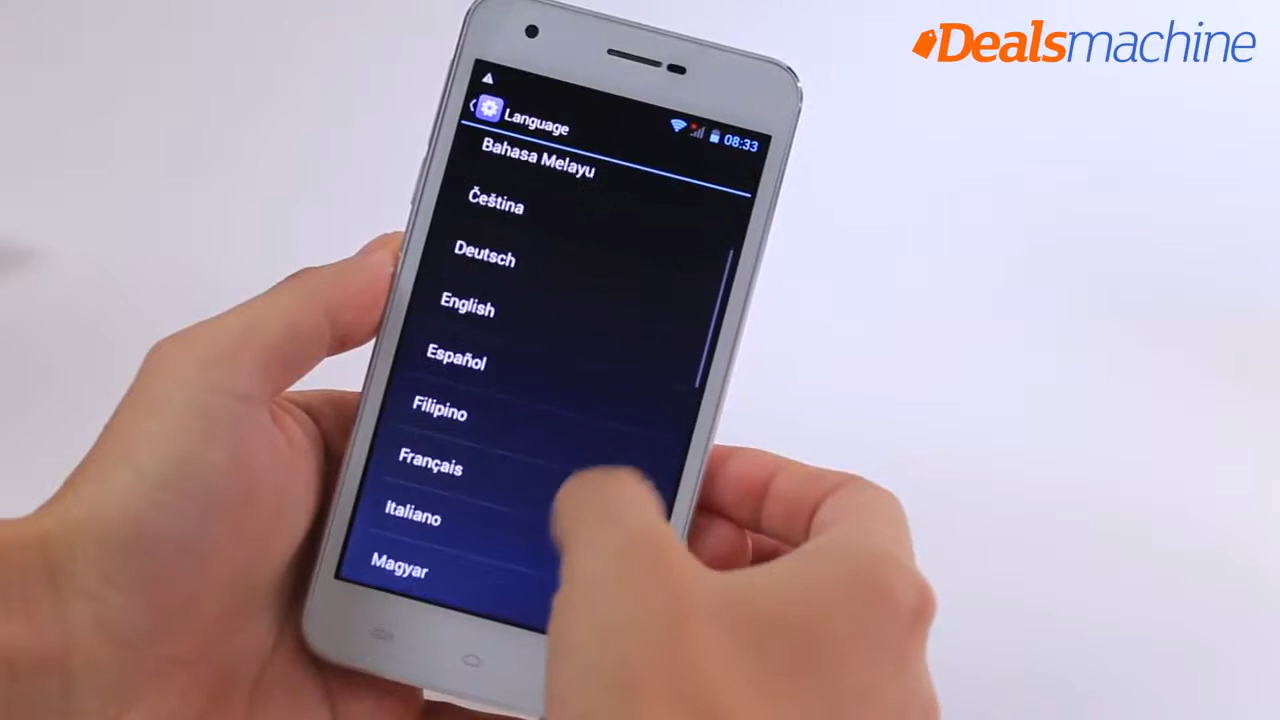 Dealsmachine
Language
08:33
Bahasa Melayu
Čeština
Deutsch
English
Español
Filipino
Français
Italiano
Magyar